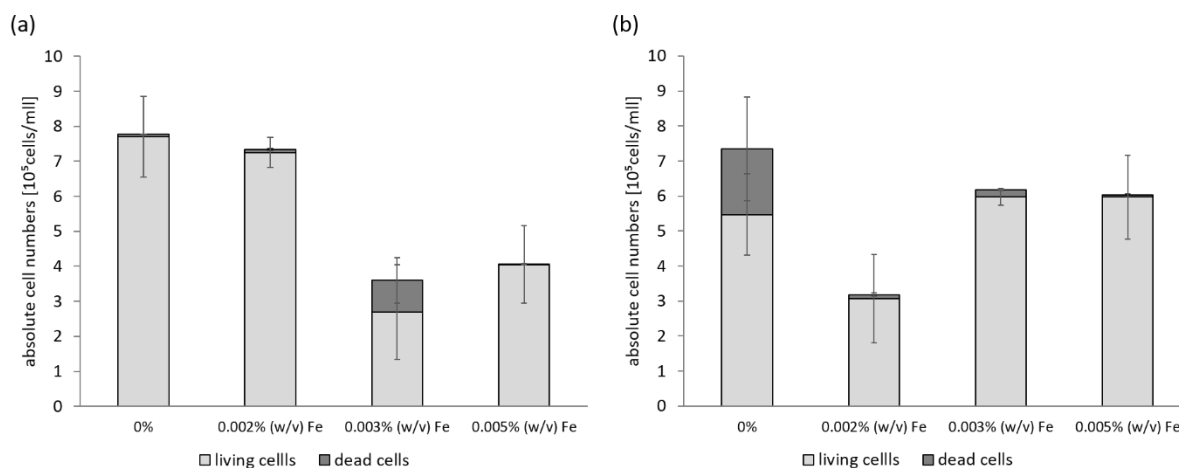 (a)
absolute cell numbers [10⁵cells/mll]
10
9
8
7
6
5
4
3
2
1
0
0% 0.002% (w/v) Fe 0.003% (w/v) Fe 0.005% (w/v) Fe
living cellls dead cells
(b)
absolute cell numbers [10⁵cells/mll]
10
9
8
7
6
5
4
3
2
1
0
0% 0.002% (w/v) Fe 0.003% (w/v) Fe 0.005% (w/v) Fe
living cellls dead cells